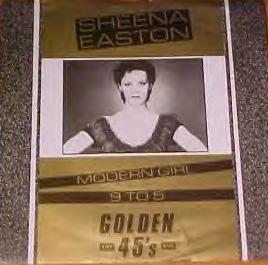 SHEENA
EASTON
MODERN GIRL
9 TO 5
GOLDEN
45's